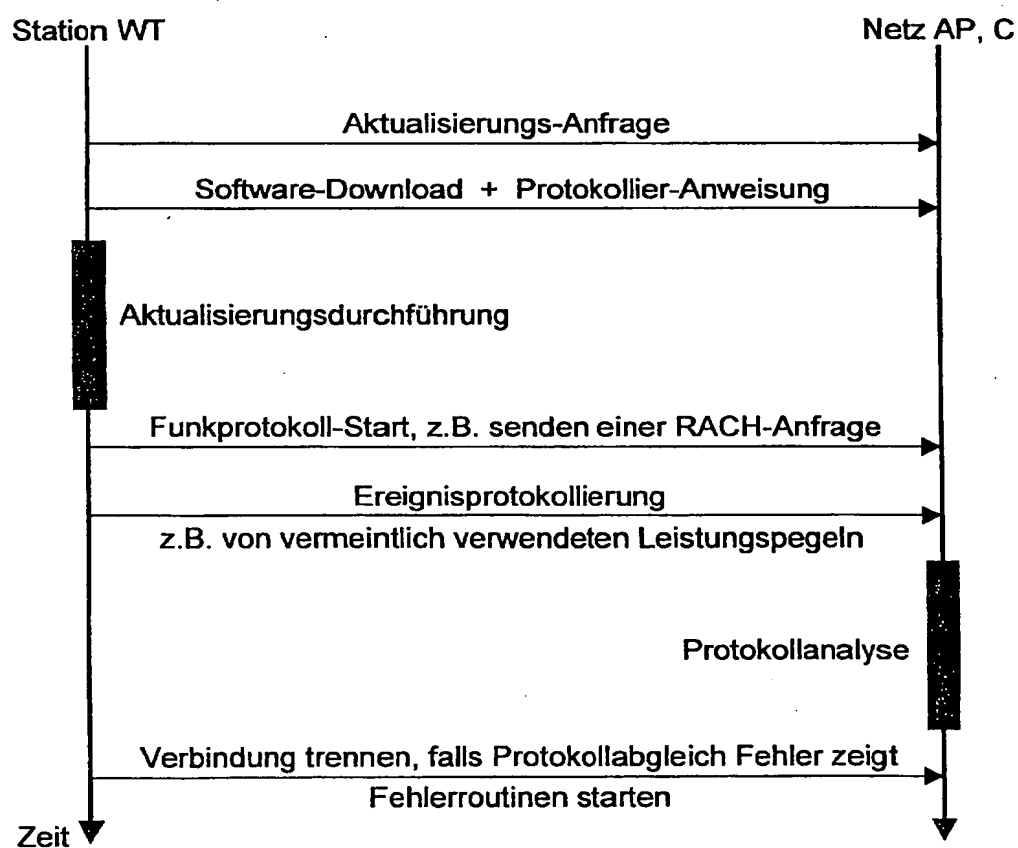 Station WT
Netz AP, C
Aktualisierungs-Anfrage
Software-Download + Protokollier-Anweisung
Aktualisierungsdurchführung
Funkprotokoll-Start, z.B. senden einer RACH-Anfrage
Ereignisprotokollierung
z.B. von vermeintlich verwendeten Leistungspegeln
Protokollanalyse
Verbindung trennen, falls Protokollabgleich Fehler zeigt
Fehlerroutinen starten
Zeit